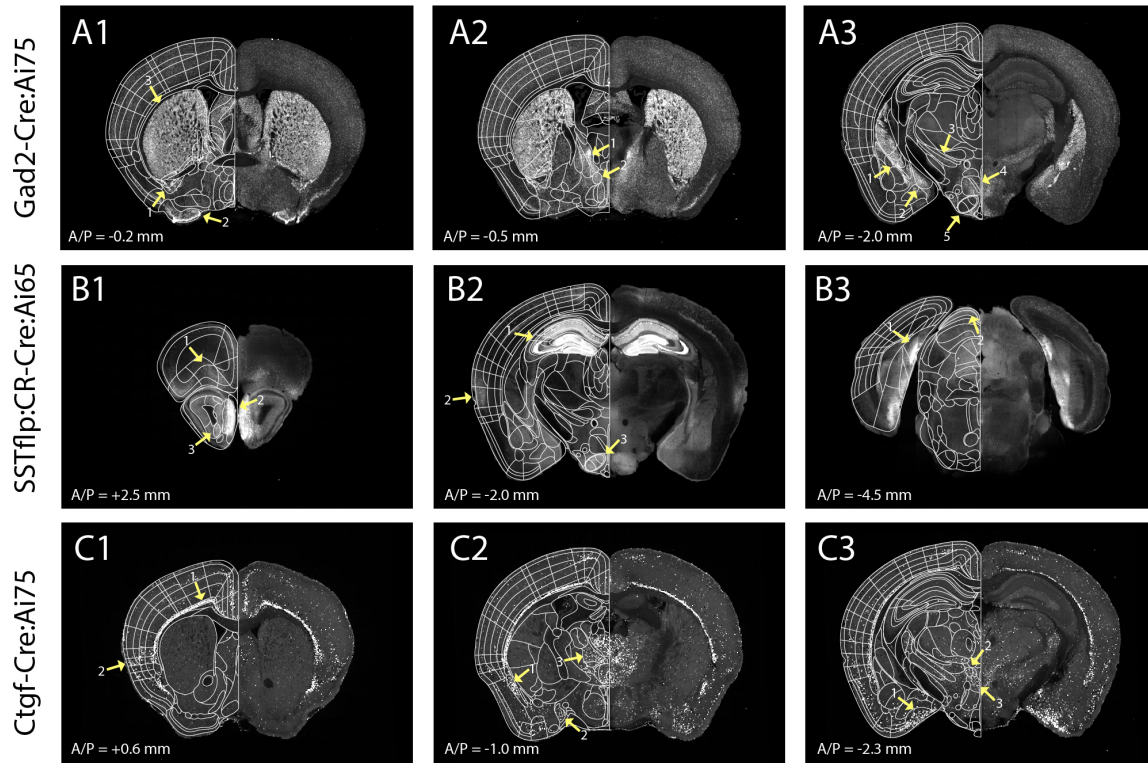 Gad2-Cre:Ai75
A1
3
1
2
A/P = -0.2 mm
A2
1
2
A/P = -0.5 mm
A3
3
1
4
2
5
A/P = -2.0 mm
SSTflp:CR-Cre:Ai65
B1
1
2
3
A/P = +2.5 mm
B2
1
2
3
A/P = -2.0 mm
B3
1
2
A/P = -4.5 mm
Ctgf-Cre:Ai75
C1
1
2
A/P = +0.6 mm
C2
3
1
2
A/P = -1.0 mm
C3
2
1
3
A/P = -2.3 mm